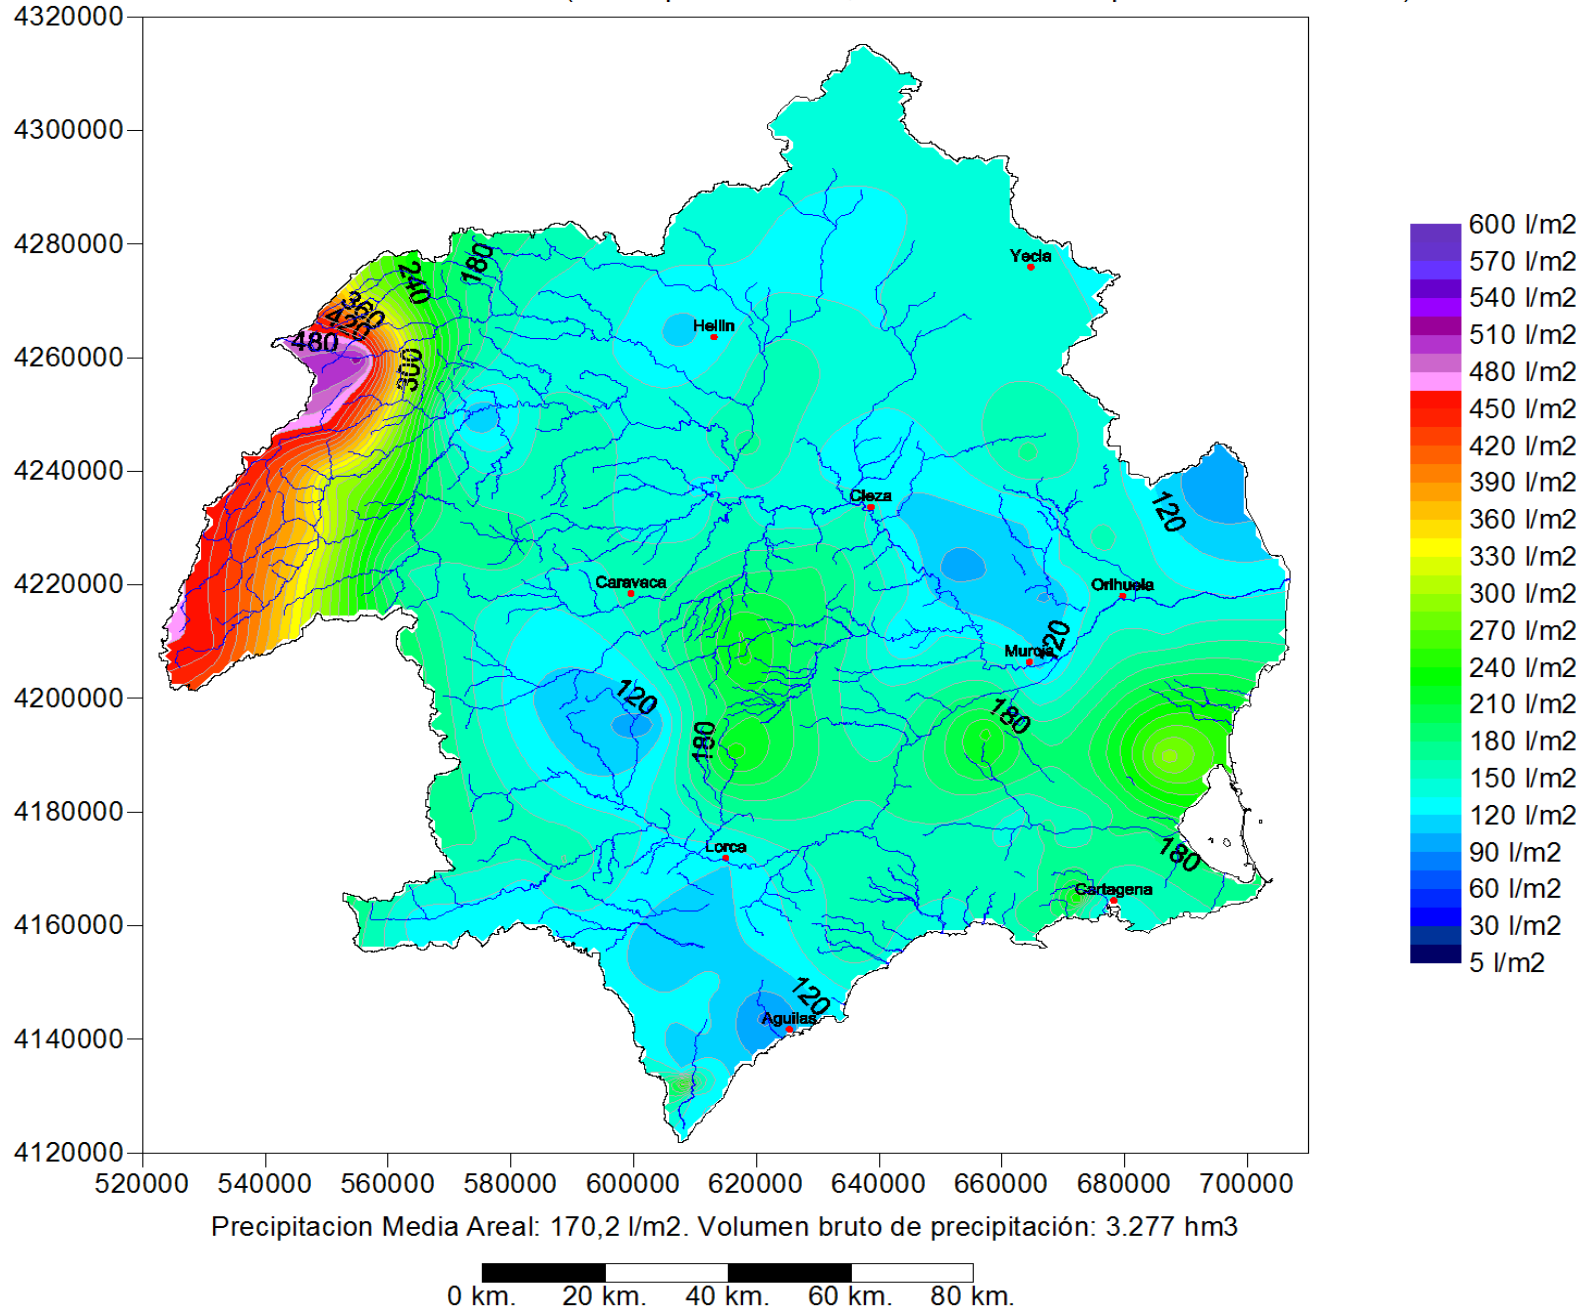 4320000
4300000
4280000
4260000
4240000
4220000
4200000
4180000
4160000
4140000
4120000
520000 540000 560000 580000 600000 620000 640000 660000 680000 700000
Yecla
Hellin
Cieza
Caravaca
Orihuela
Murcia
Lorca
Cartagena
Aguilas
180
240
360
420
480
300
120
120
120
180
180
180
120
600 l/m2
570 l/m2
540 l/m2
510 l/m2
480 l/m2
450 l/m2
420 l/m2
390 l/m2
360 l/m2
330 l/m2
300 l/m2
270 l/m2
240 l/m2
210 l/m2
180 l/m2
150 l/m2
120 l/m2
90 l/m2
60 l/m2
30 l/m2
5 l/m2
Precipitacion Media Areal: 170,2 l/m2. Volumen bruto de precipitación: 3.277 hm3
0 km. 20 km. 40 km. 60 km. 80 km.